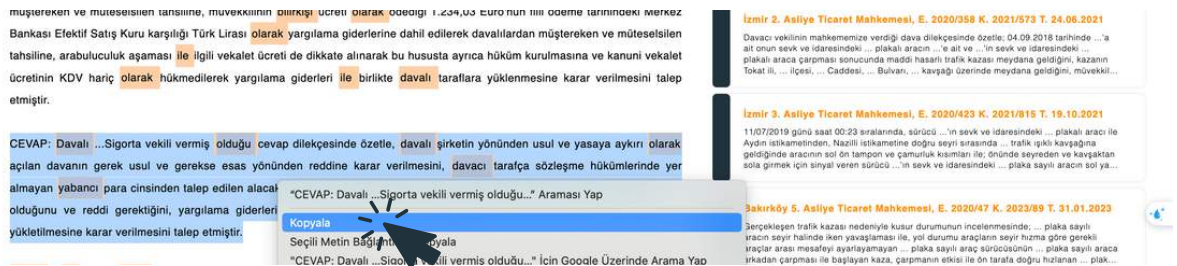 müştereken ve müteselsilen tahsiline, müvekkilinin bilirkişi ücreti olarak ödediği 1.234,03 Euro'nun fiili ödeme tarihindeki Merkez
Bankası Efektif Satış Kuru karşılığı Türk Lirası olarak yargılama giderlerine dahil edilerek davalılardan müştereken ve müteselsilen
tahsiline, arabuluculuk aşaması ile ilgili vekalet ücreti de dikkate alınarak bu hususta ayrıca hüküm kurulmasına ve kanuni vekalet
ücretinin KDV hariç olarak hükmedilerek yargılama giderleri ile birlikte davalı taraflara yüklenmesine karar verilmesini talep
etmiştir.
CEVAP: Davalı ...Sigorta vekili vermiş olduğu cevap dilekçesinde özetle, davalı şirketin yönünden usul ve yasaya aykırı olarak
açılan davanın gerek usul ve gerekse esas yönünden reddine karar verilmesini, davacı tarafça sözleşme hükümlerinde yer
almayan yabancı para cinsinden talep edilen alacak
olduğunu ve reddi gerektiğini, yargılama giderleri
yükletilmesine karar verilmesini talep etmiştir.
"CEVAP: Davalı ...Sigorta vekili vermiş olduğu..." Araması Yap
Kopyala
Seçili Metin Bağlant Kopyala
"CEVAP: Davalı ...Sigorta vekili vermiş olduğu..." İçin Google Üzerinde Arama Yap
İzmir 2. Asliye Ticaret Mahkemesi, E. 2020/358 K. 2021/573 T. 24.06.2021
Davacı vekilinin mahkememize verdiği dava dilekçesinde özetle; 04.09.2018 tarihinde ...'a
ait onun sevk ve idaresindeki ... plakalı aracın ...'e ait ve ...'in sevk ve idaresindeki ...
plakalı araca çarpması sonucunda maddi hasarlı trafik kazası meydana geldiğini, kazanın
Tokat ili, ... ilçesi, ... Caddesi, ... Bulvarı, ... kavşağı üzerinde meydana geldiğini, müvekkil...
İzmir 3. Asliye Ticaret Mahkemesi, E. 2020/423 K. 2021/815 T. 19.10.2021
11/07/2019 günü saat 00:23 sıralarında, sürücü ...'ın sevk ve idaresindeki ... plakalı aracı ile
Aydın istikametinden, Nazilli istikametine doğru seyri sırasında ... trafik ışıklı kavşağına
geldiğinde aracının sol ön tampon ve çamurluk kısımları ile; önünde seyreden ve kavşaktan
sola girmek için sinyal veren sürücü ...'ın sevk ve idaresindeki ... plaka sayılı aracın sol ya...
Bakırköy 5. Asliye Ticaret Mahkemesi, E. 2020/47 K. 2023/89 T. 31.01.2023
Gerçekleşen trafik kazası nedeniyle kusur durumunun incelenmesinde; ... plaka sayılı
aracın seyir halinde iken yavaşlaması ile, yol durumu araçların seyir hızına göre gerekli
araçlar arası mesafeyi ayarlayamayan ... plaka sayılı araç sürücüsünün ... plaka sayılı araca
arkadan çarpması ile başlayan kaza, çarpmanın etkisi ile ön tarafa doğru hızlanan ... plak...